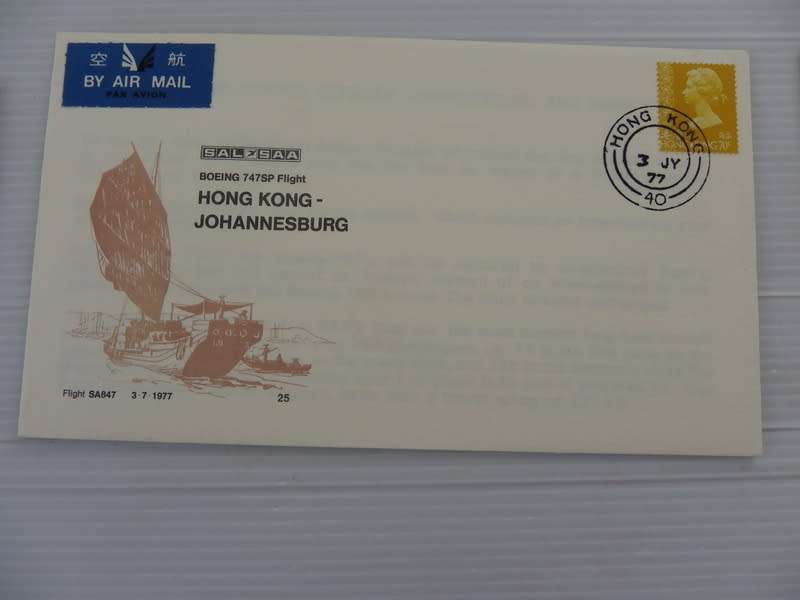 空 航
BY AIR MAIL
PAR AVION
SAL SAA
BOEING 747SP Flight
HONG KONG -
JOHANNESBURG
Flight SA847 3·7·1977
25
HONG KONG
3 JY
77
40